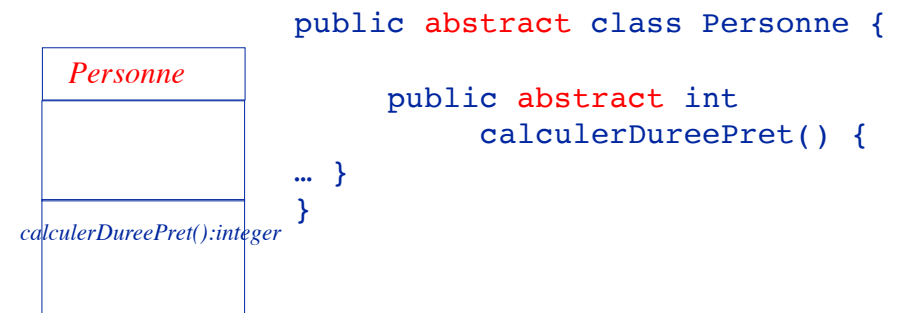 Personne
calculerDureePret():integer
public abstract class Personne {
public abstract int
calculerDureePret() {
… }
}